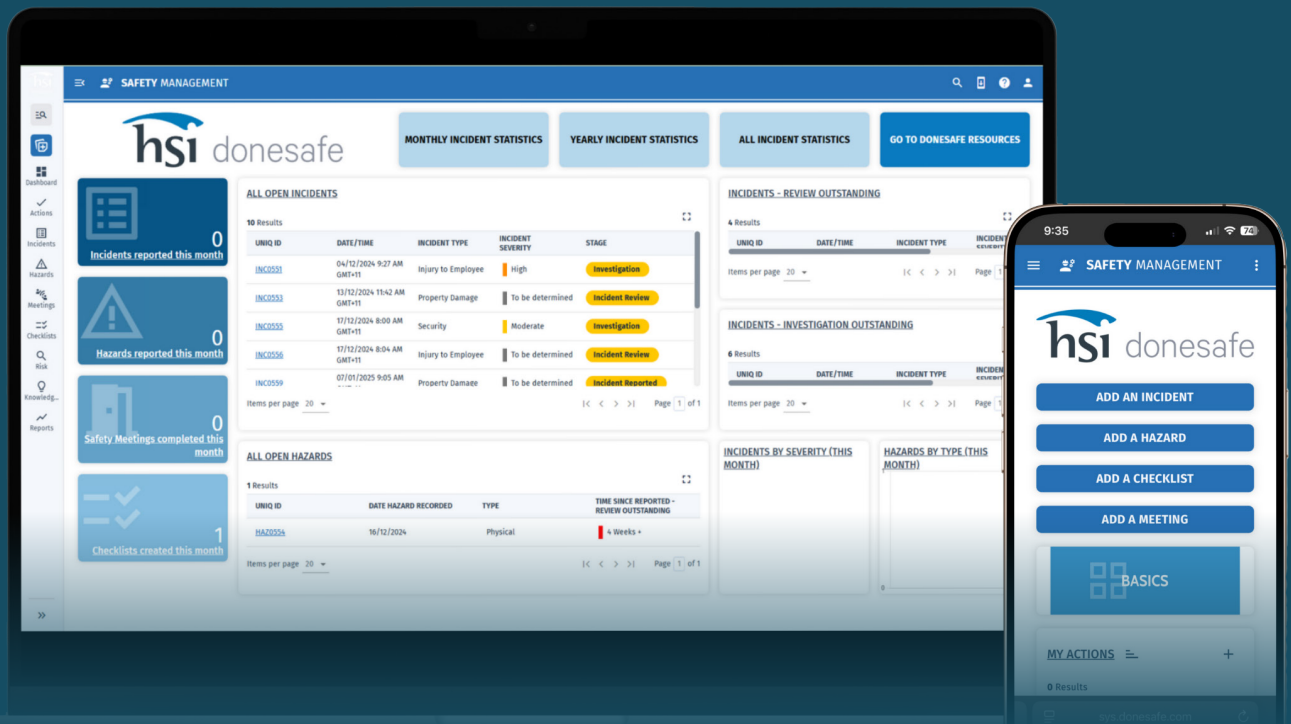 hsi
SAFETY MANAGEMENT
Dashboard
Actions
Incidents
Hazards
Meetings
Checklists
Risk
Knowledg...
Reports
hsi donesafe
MONTHLY INCIDENT STATISTICS
YEARLY INCIDENT STATISTICS
ALL INCIDENT STATISTICS
GO TO DONESAFE RESOURCES
0
Incidents reported this month
0
Hazards reported this month
0
Safety Meetings completed this
month
1
Checklists created this month
ALL OPEN INCIDENTS
10 Results
UNIQ ID DATE/TIME INCIDENT TYPE INCIDENT SEVERITY STAGE
INC0551 04/12/2024 9:27 AM GMT+11 Injury to Employee High Investigation
INC0553 13/12/2024 11:42 AM GMT+11 Property Damage To be determined Incident Review
INC0555 17/12/2024 8:00 AM GMT+11 Security Moderate Investigation
INC0556 17/12/2024 8:04 AM GMT+11 Injury to Employee To be determined Incident Review
INC0559 07/01/2025 9:05 AM Property Damage To be determined Incident Reported
Items per page 20 Page 1 of 1
ALL OPEN HAZARDS
1 Results
UNIQ ID DATE HAZARD RECORDED TYPE TIME SINCE REPORTED - REVIEW OUTSTANDING
HAZ0554 16/12/2024 Physical 4 Weeks +
Items per page 20 Page 1 of 1
INCIDENTS - REVIEW OUTSTANDING
4 Results
UNIQ ID DATE/TIME INCIDENT TYPE INCIDENT
Items per page 20 Page 1
INCIDENTS - INVESTIGATION OUTSTANDING
6 Results
UNIQ ID DATE/TIME INCIDENT TYPE
Items per page 20 Page 1
INCIDENTS BY SEVERITY (THIS
MONTH)
HAZARDS BY TYPE (THIS
MONTH)
1
0
9:35 74
SAFETY MANAGEMENT
hsi donesafe
ADD AN INCIDENT
ADD A HAZARD
ADD A CHECKLIST
ADD A MEETING
BASICS
MY ACTIONS
0 Results
sys.donesafe.com